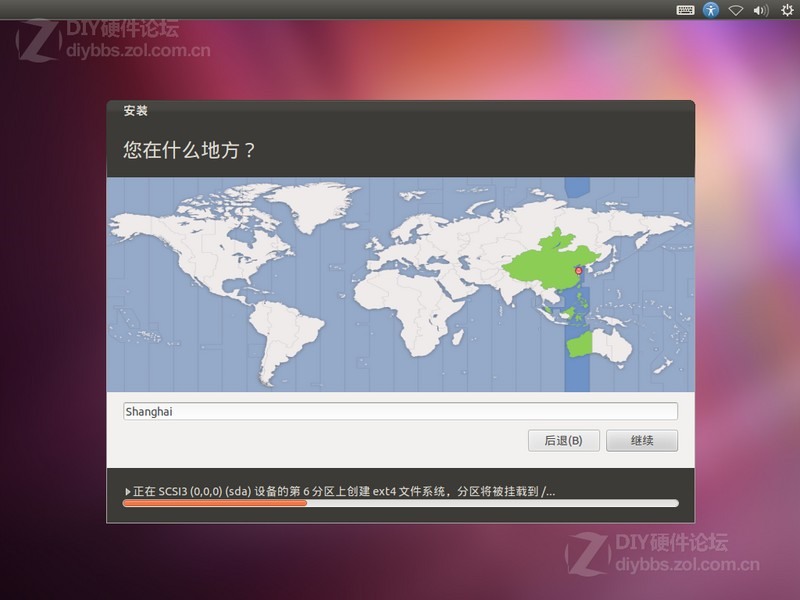 DIY硬件论坛
diybbs.zol.com.cn
安装
您在什么地方？
Shanghai
后退(B)
继续
正在 SCSI3 (0,0,0) (sda) 设备的第 6 分区上创建 ext4 文件系统，分区将被挂载到 /...
DIY硬件论坛
diybbs.zol.com.cn